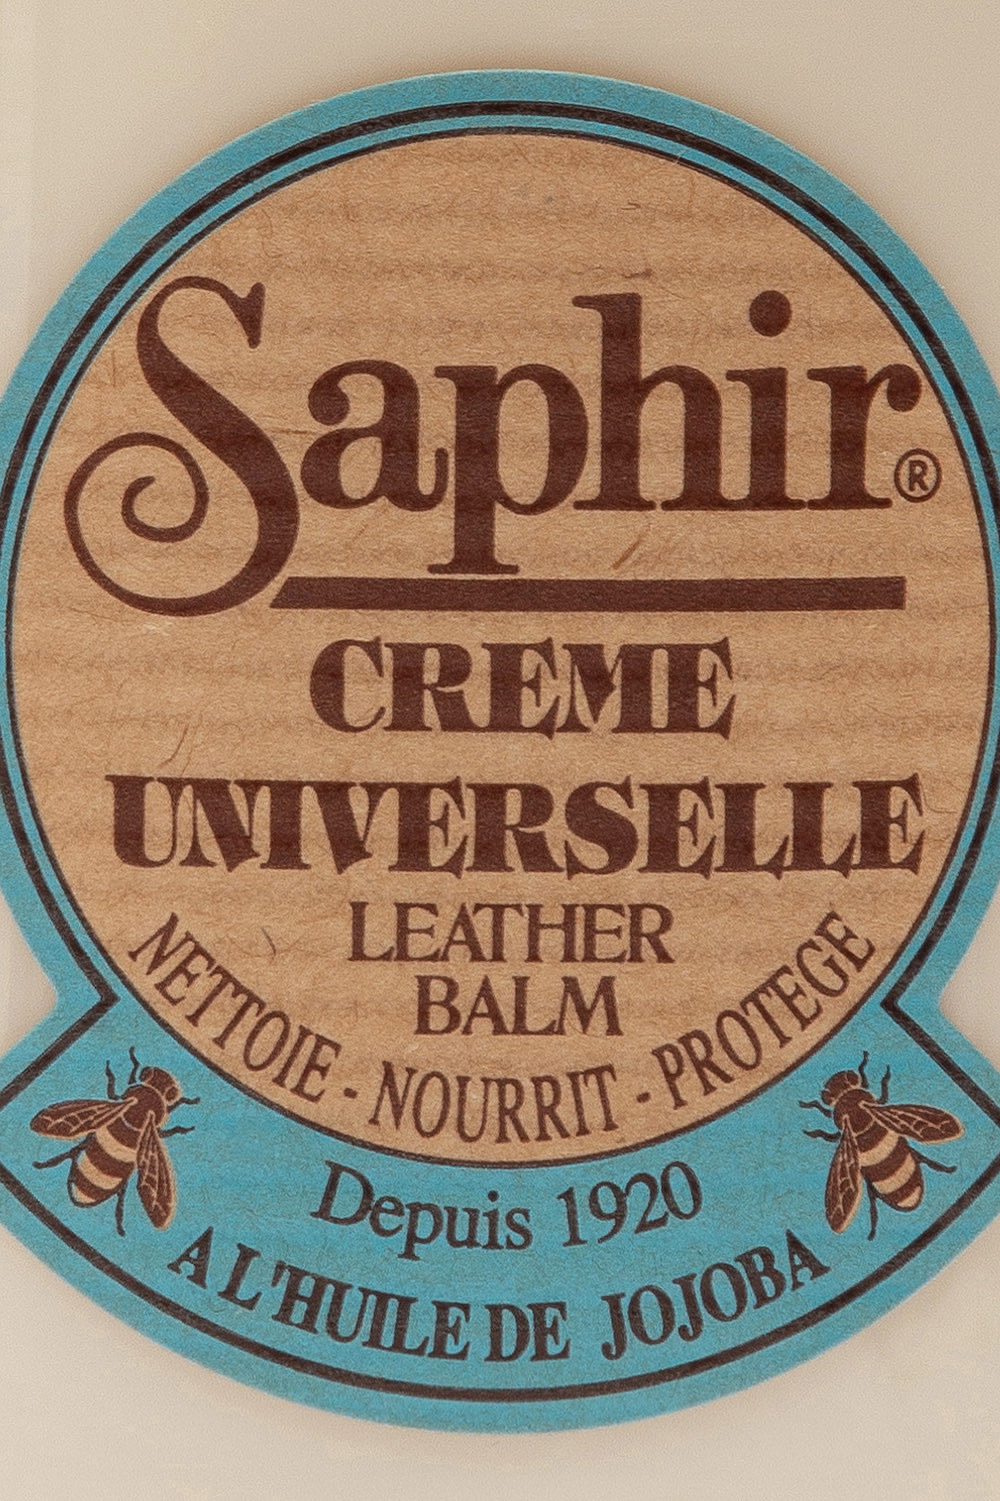 Saphir®
CREME
UNIVERSELLE
LEATHER
BALM
NETTOIE - NOURRIT - PROTEGE
Depuis 1920
A L'HUILE DE JOJOBA